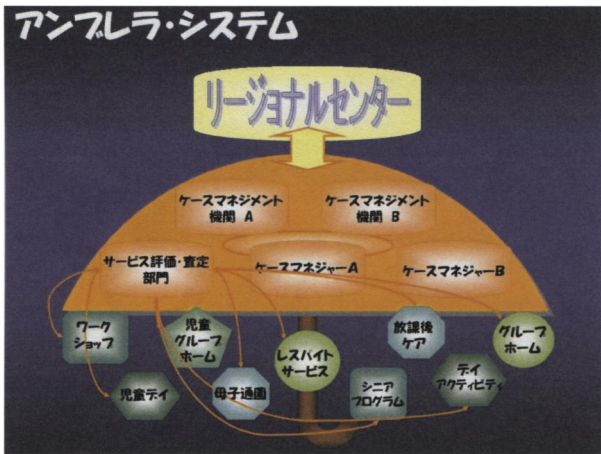 アンブレラ・システム
リージョナルセンター
ケースマネジメント
機関 A
ケースマネジメント
機関 B
サービス評価・査定
部門
ケースマネジャーA
ケースマネジャーB
ワーク
ショップ
児童
グループ
ホーム
レスパイト
サービス
放課後
ケア
グループ
ホーム
児童デイ
母子通園
シニア
プログラム
デイ
アクティビティ